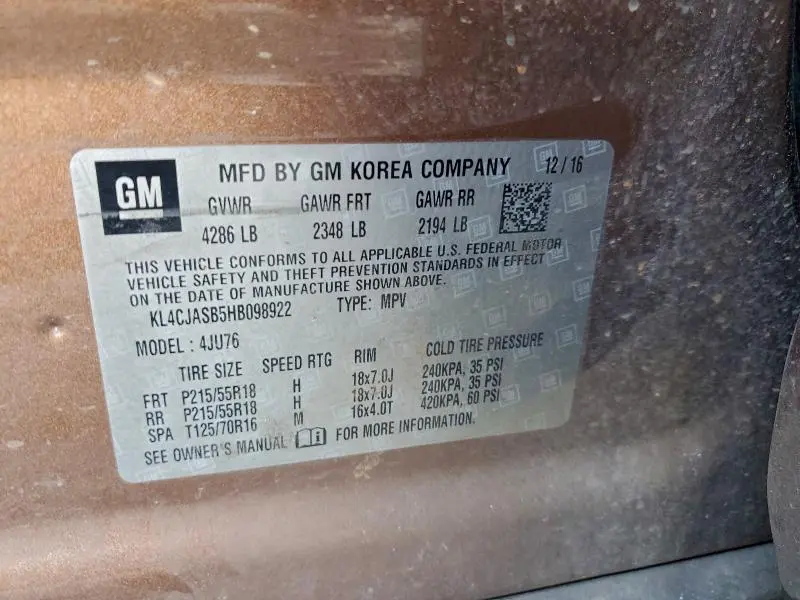 GM MFD BY GM KOREA COMPANY 12 / 16
GVWR GAWR FRT GAWR RR
4286 LB 2348 LB 2194 LB
THIS VEHICLE CONFORMS TO ALL APPLICABLE U.S. FEDERAL MOTOR
VEHICLE SAFETY AND THEFT PREVENTION STANDARDS IN EFFECT
ON THE DATE OF MANUFACTURE SHOWN ABOVE.
KL4CJASB5HB098922 TYPE: MPV
MODEL : 4JU76
TIRE SIZE SPEED RTG RIM COLD TIRE PRESSURE
FRT P215/55R18 H 18x7.0J 240KPA, 35 PSI
RR P215/55R18 H 18x7.0J 240KPA, 35 PSI
SPA T125/70R16 M 16x4.0T 420KPA, 60 PSI
SEE OWNER'S MANUAL FOR MORE INFORMATION.